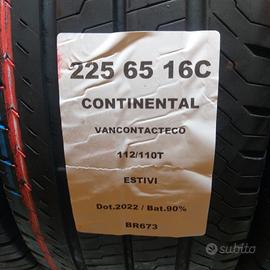 225 65 16C
CONTINENTAL
VANCONTACTECO
112/110T
ESTIVI
Dot.2022 / Bat.90%
BR673
subito